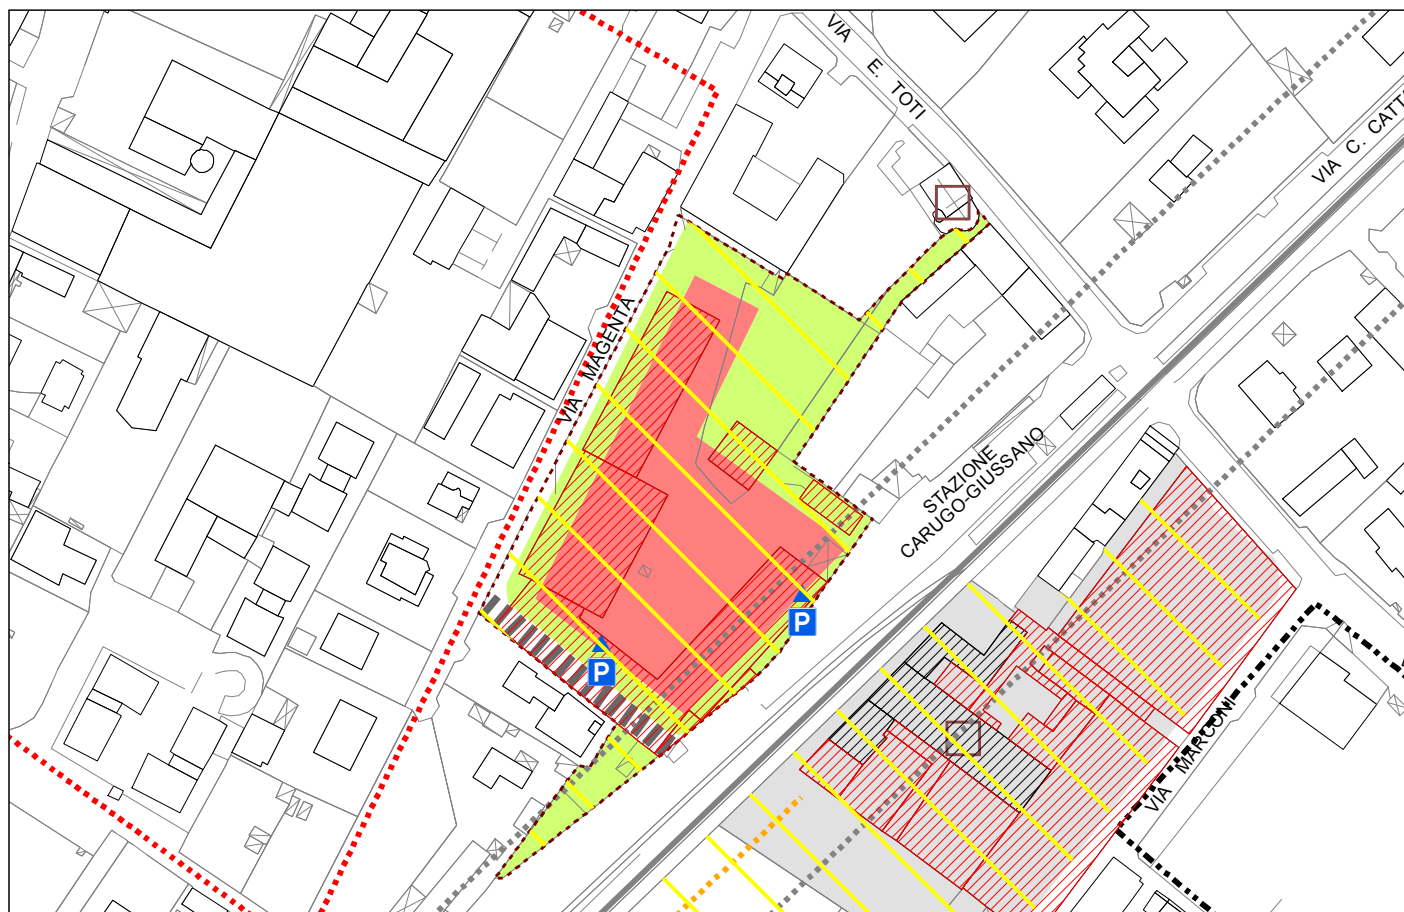 VIA E. TOTI
VIA C. CATT
VIA MAGENTA
STAZIONE
CARUGO-GIUSSANO
P
P
VIA MARCONI